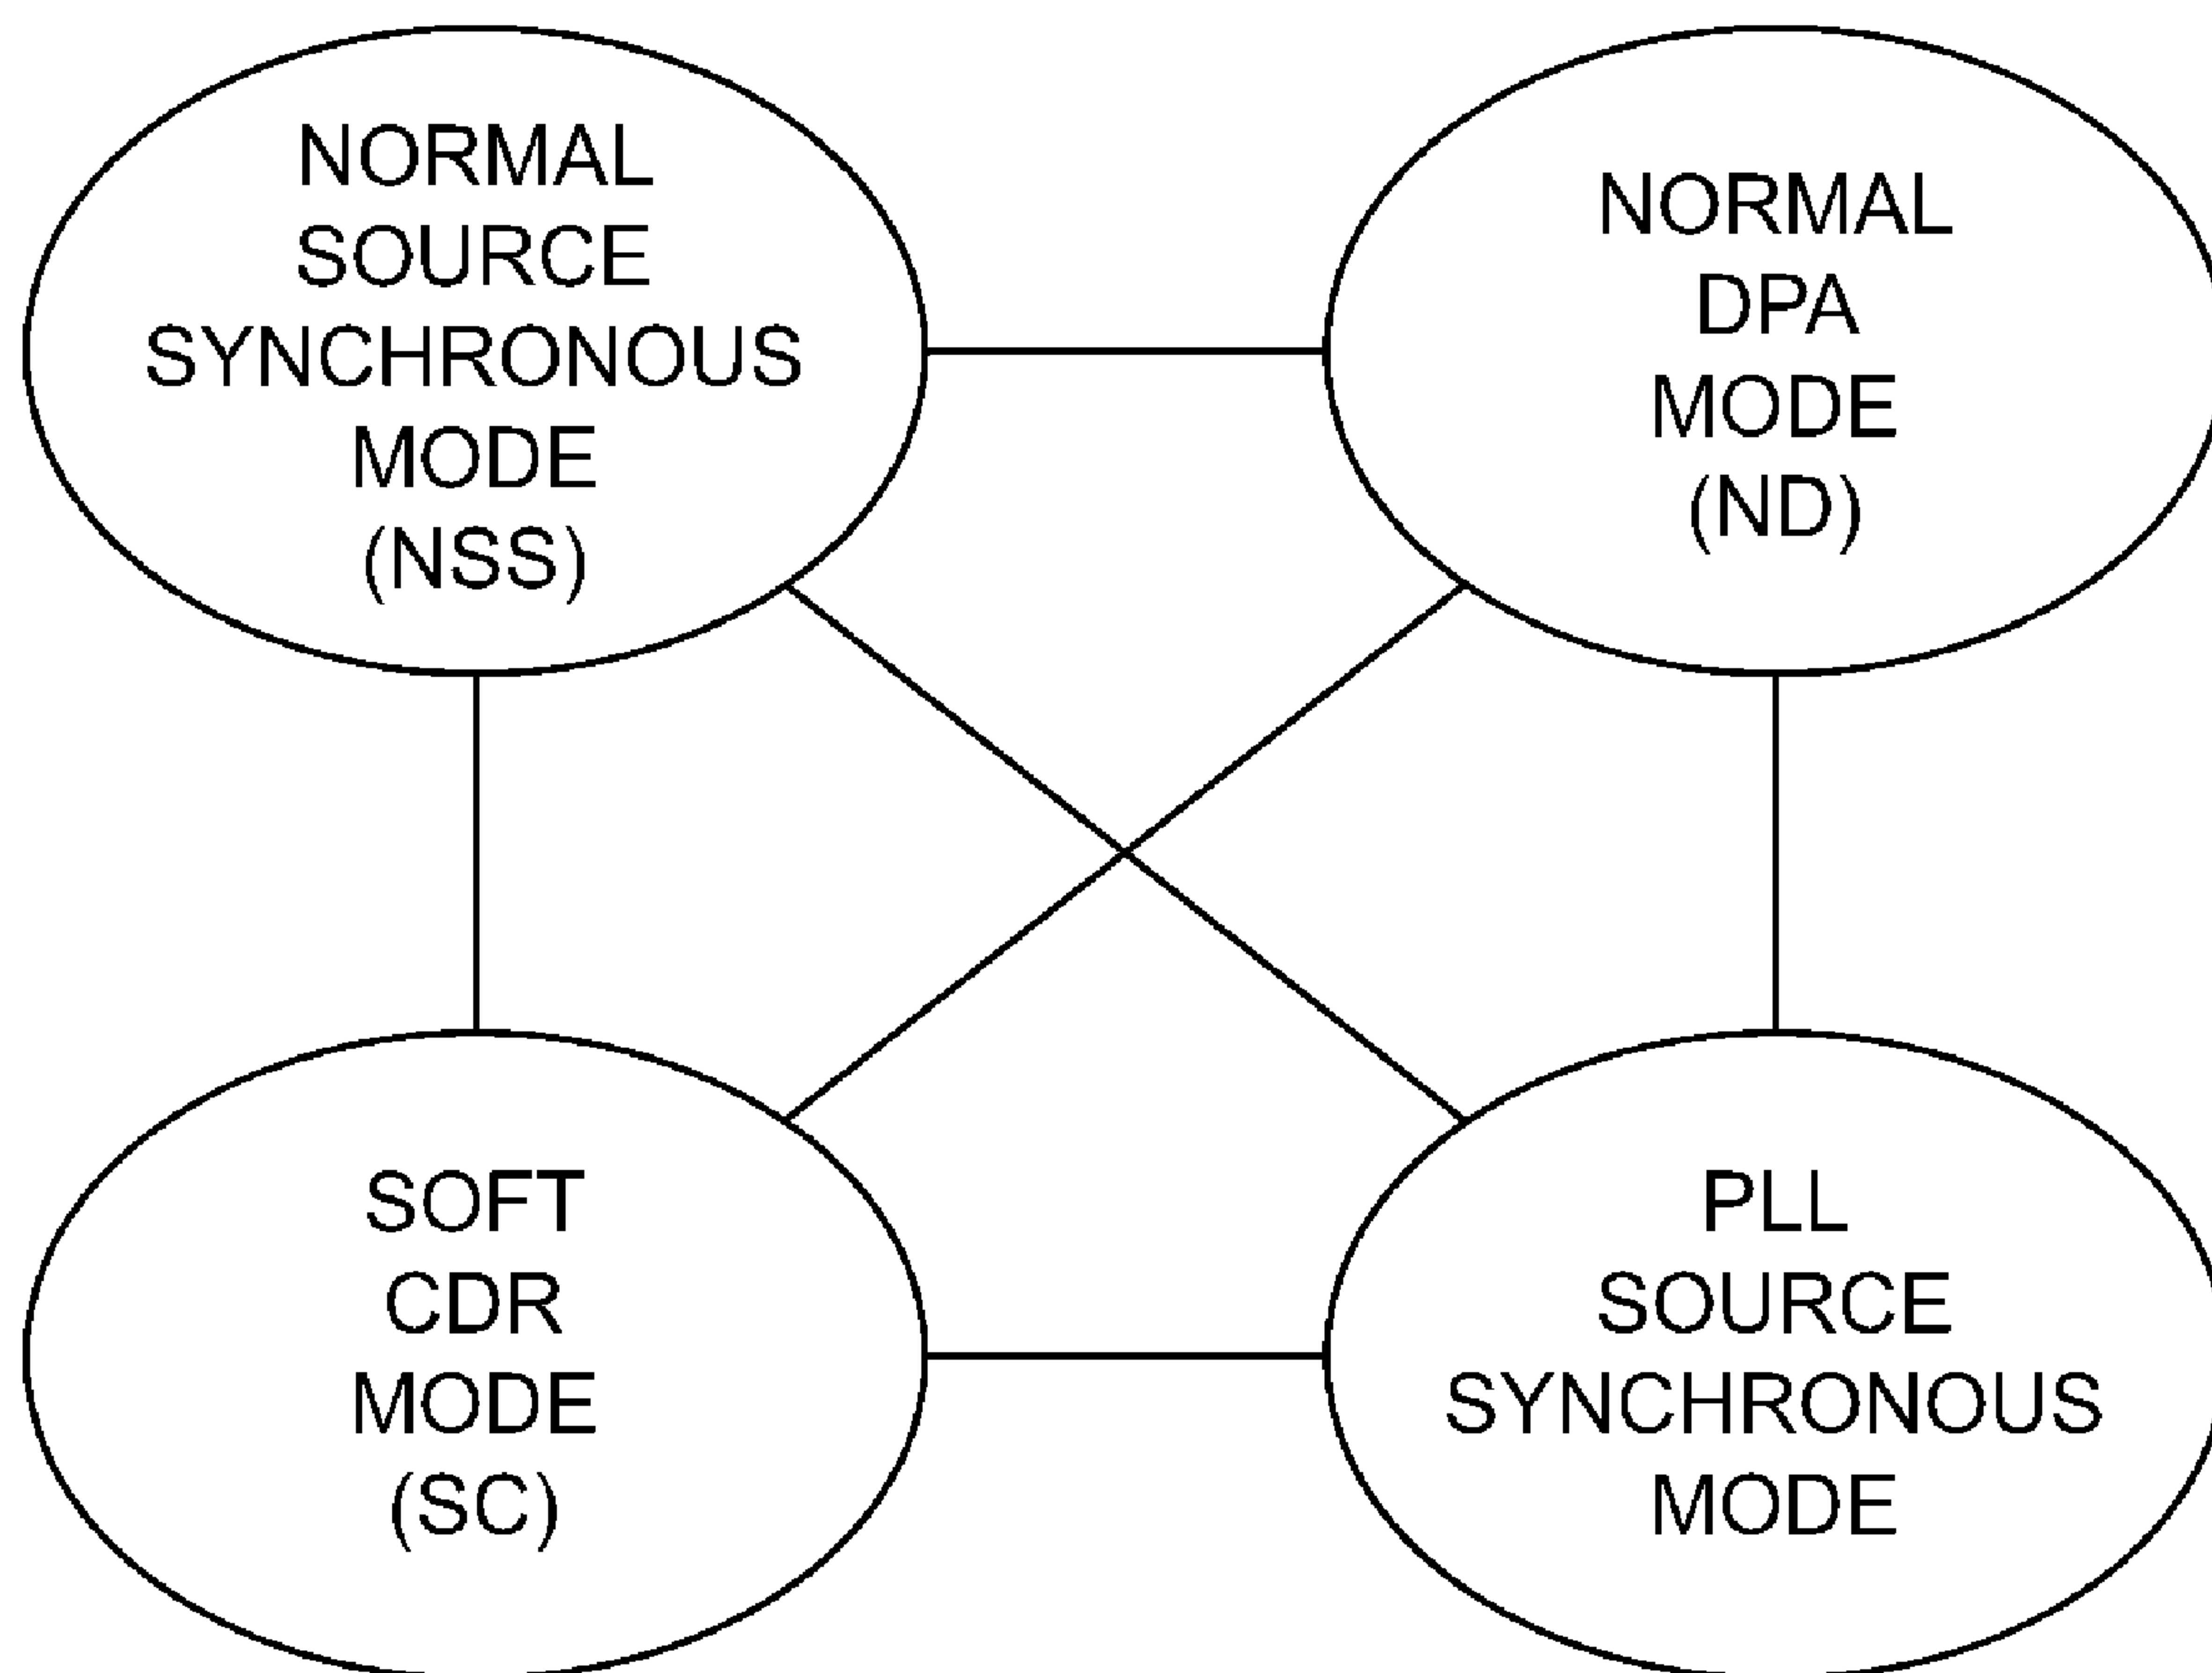 NORMAL
SOURCE
SYNCHRONOUS
MODE
(NSS)
NORMAL
DPA
MODE
(ND)
SOFT
CDR
MODE
(SC)
PLL
SOURCE
SYNCHRONOUS
MODE